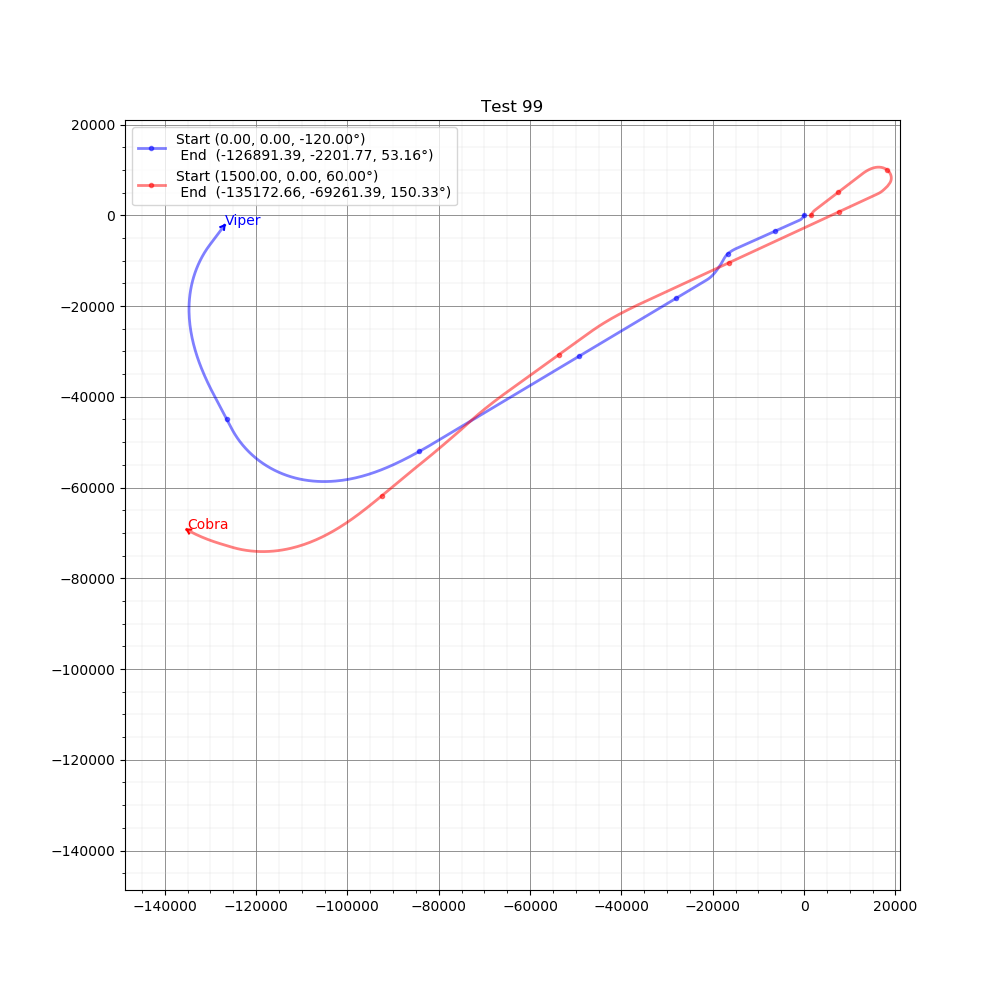 Test 99
Start (0.00, 0.00, -120.00°)
End (-126891.39, -2201.77, 53.16°)
Start (1500.00, 0.00, 60.00°)
End (-135172.66, -69261.39, 150.33°)
20000
0
−20000
−40000
−60000
−80000
−100000
−120000
−140000
Viper
Cobra
−140000 −120000 −100000 −80000 −60000 −40000 −20000 0 20000